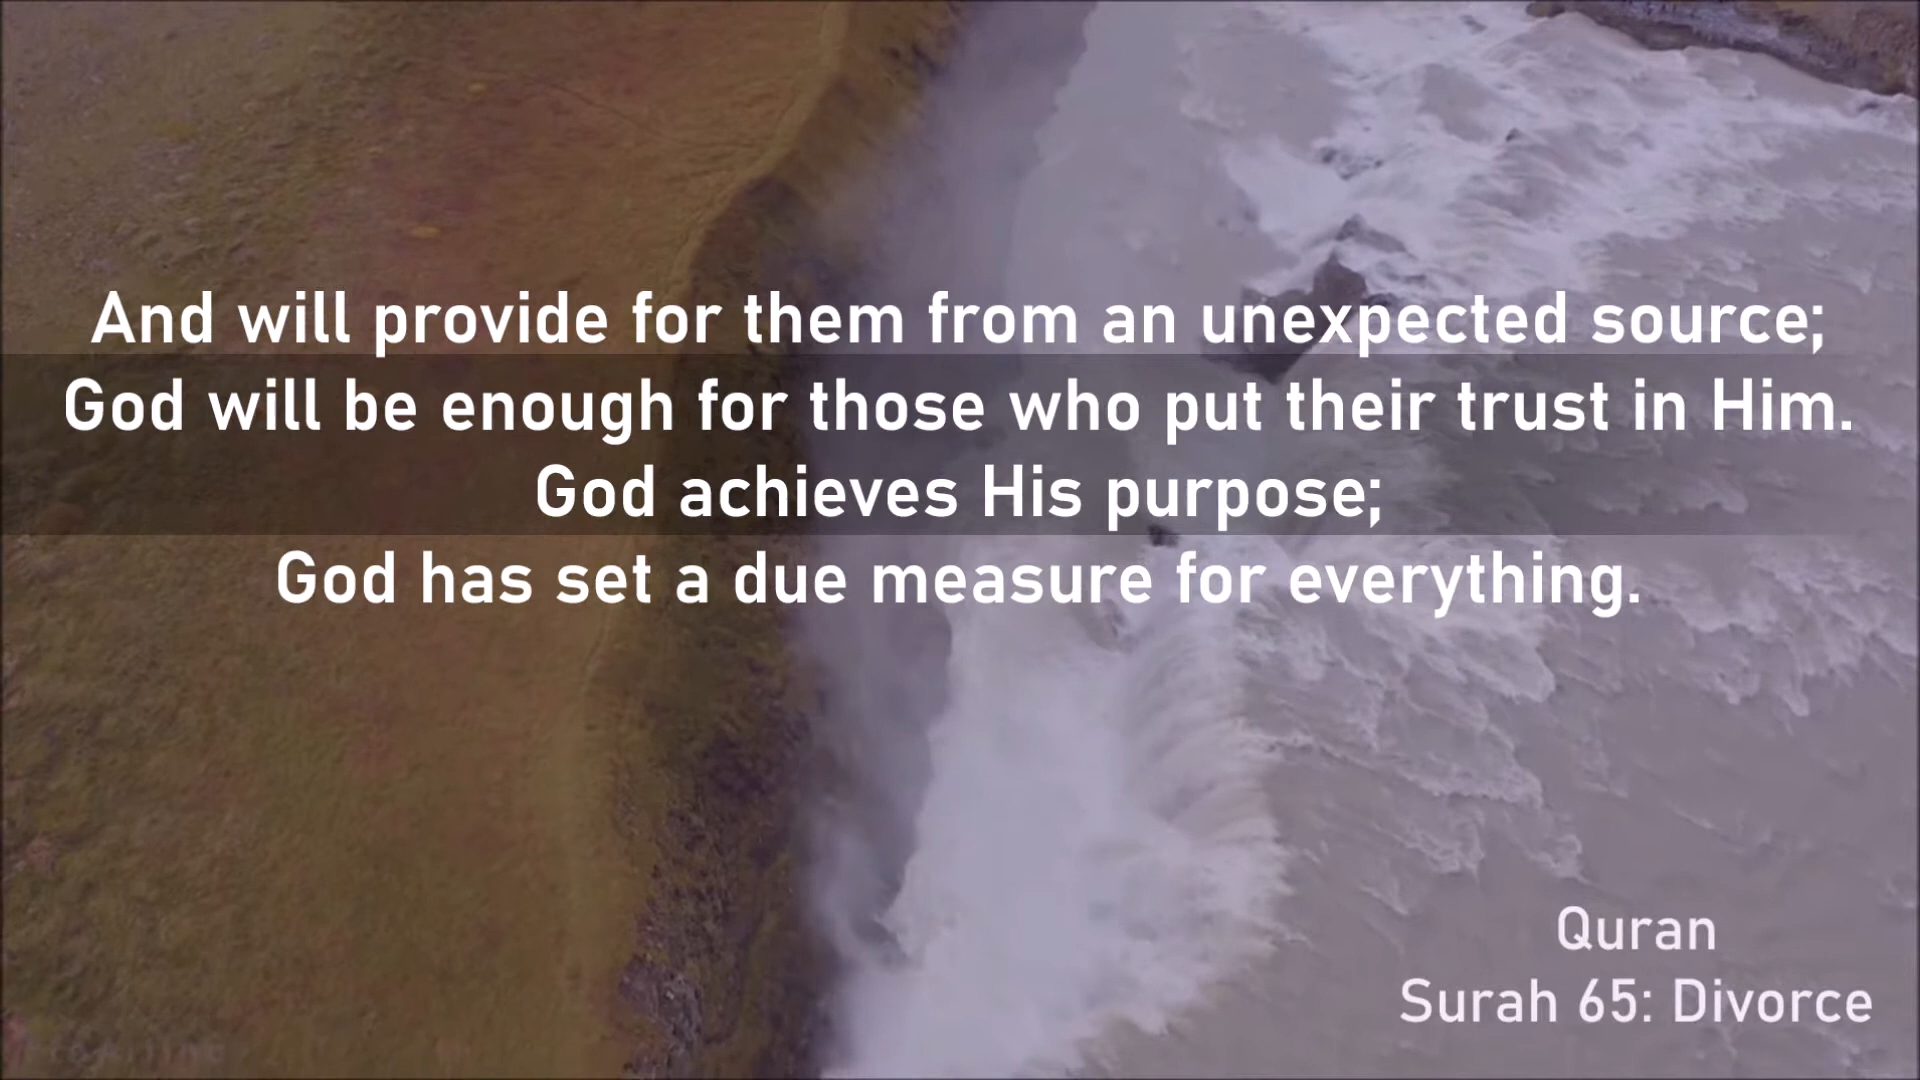 And will provide for them from an unexpected source;
God will be enough for those who put their trust in Him.
God achieves His purpose;
God has set a due measure for everything.
Quran
Surah 65: Divorce